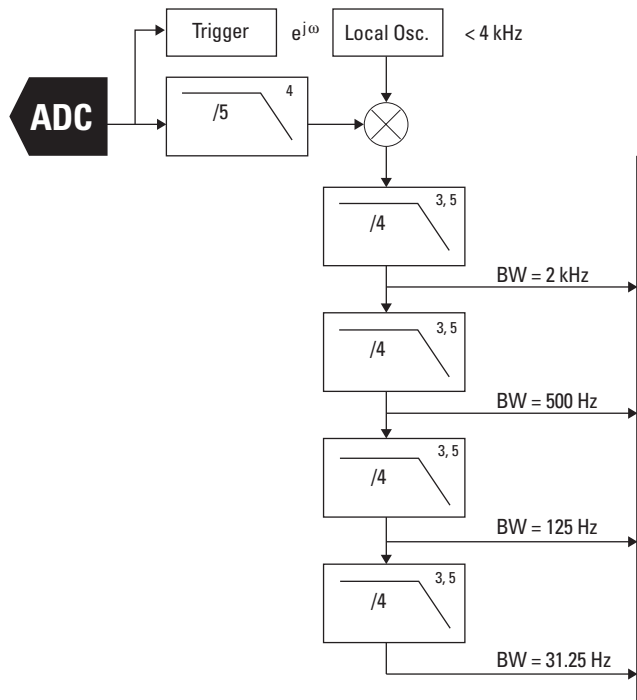 Trigger
e^jω
Local Osc.
< 4 kHz
ADC
4
/5
3, 5
/4
BW = 2 kHz
3, 5
/4
BW = 500 Hz
3, 5
/4
BW = 125 Hz
3, 5
/4
BW = 31.25 Hz